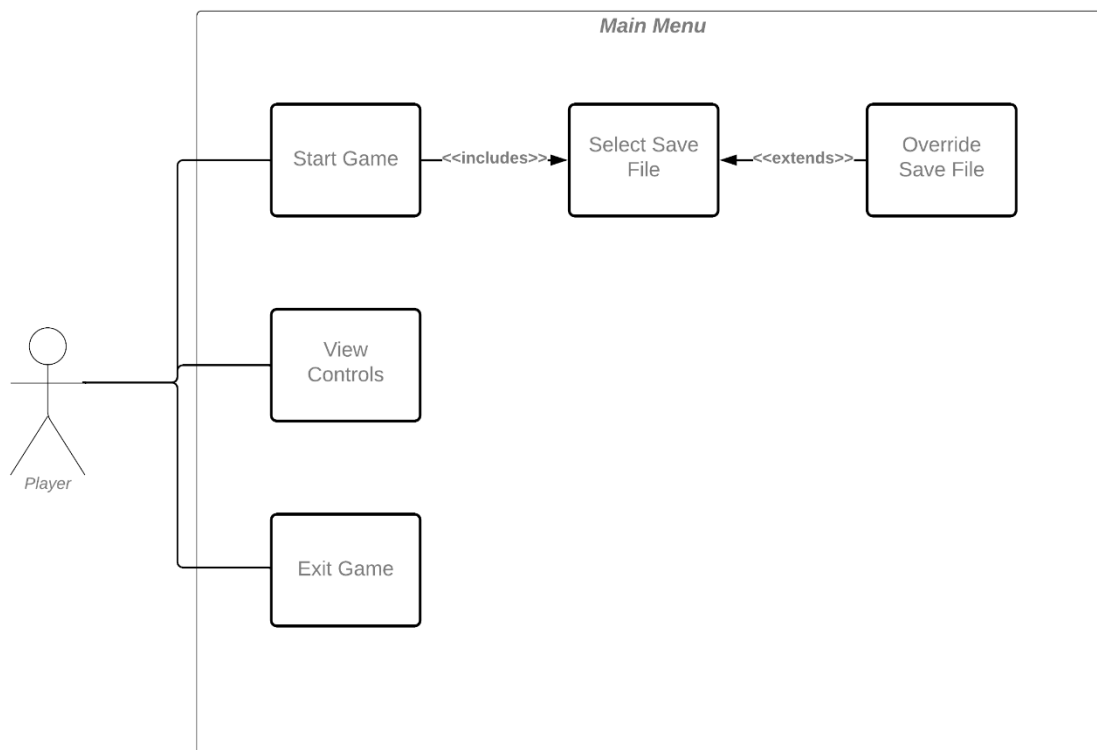 Main Menu
Start Game
<<includes>>
Select Save
File
<<extends>>
Override
Save File
View
Controls
Player
Exit Game